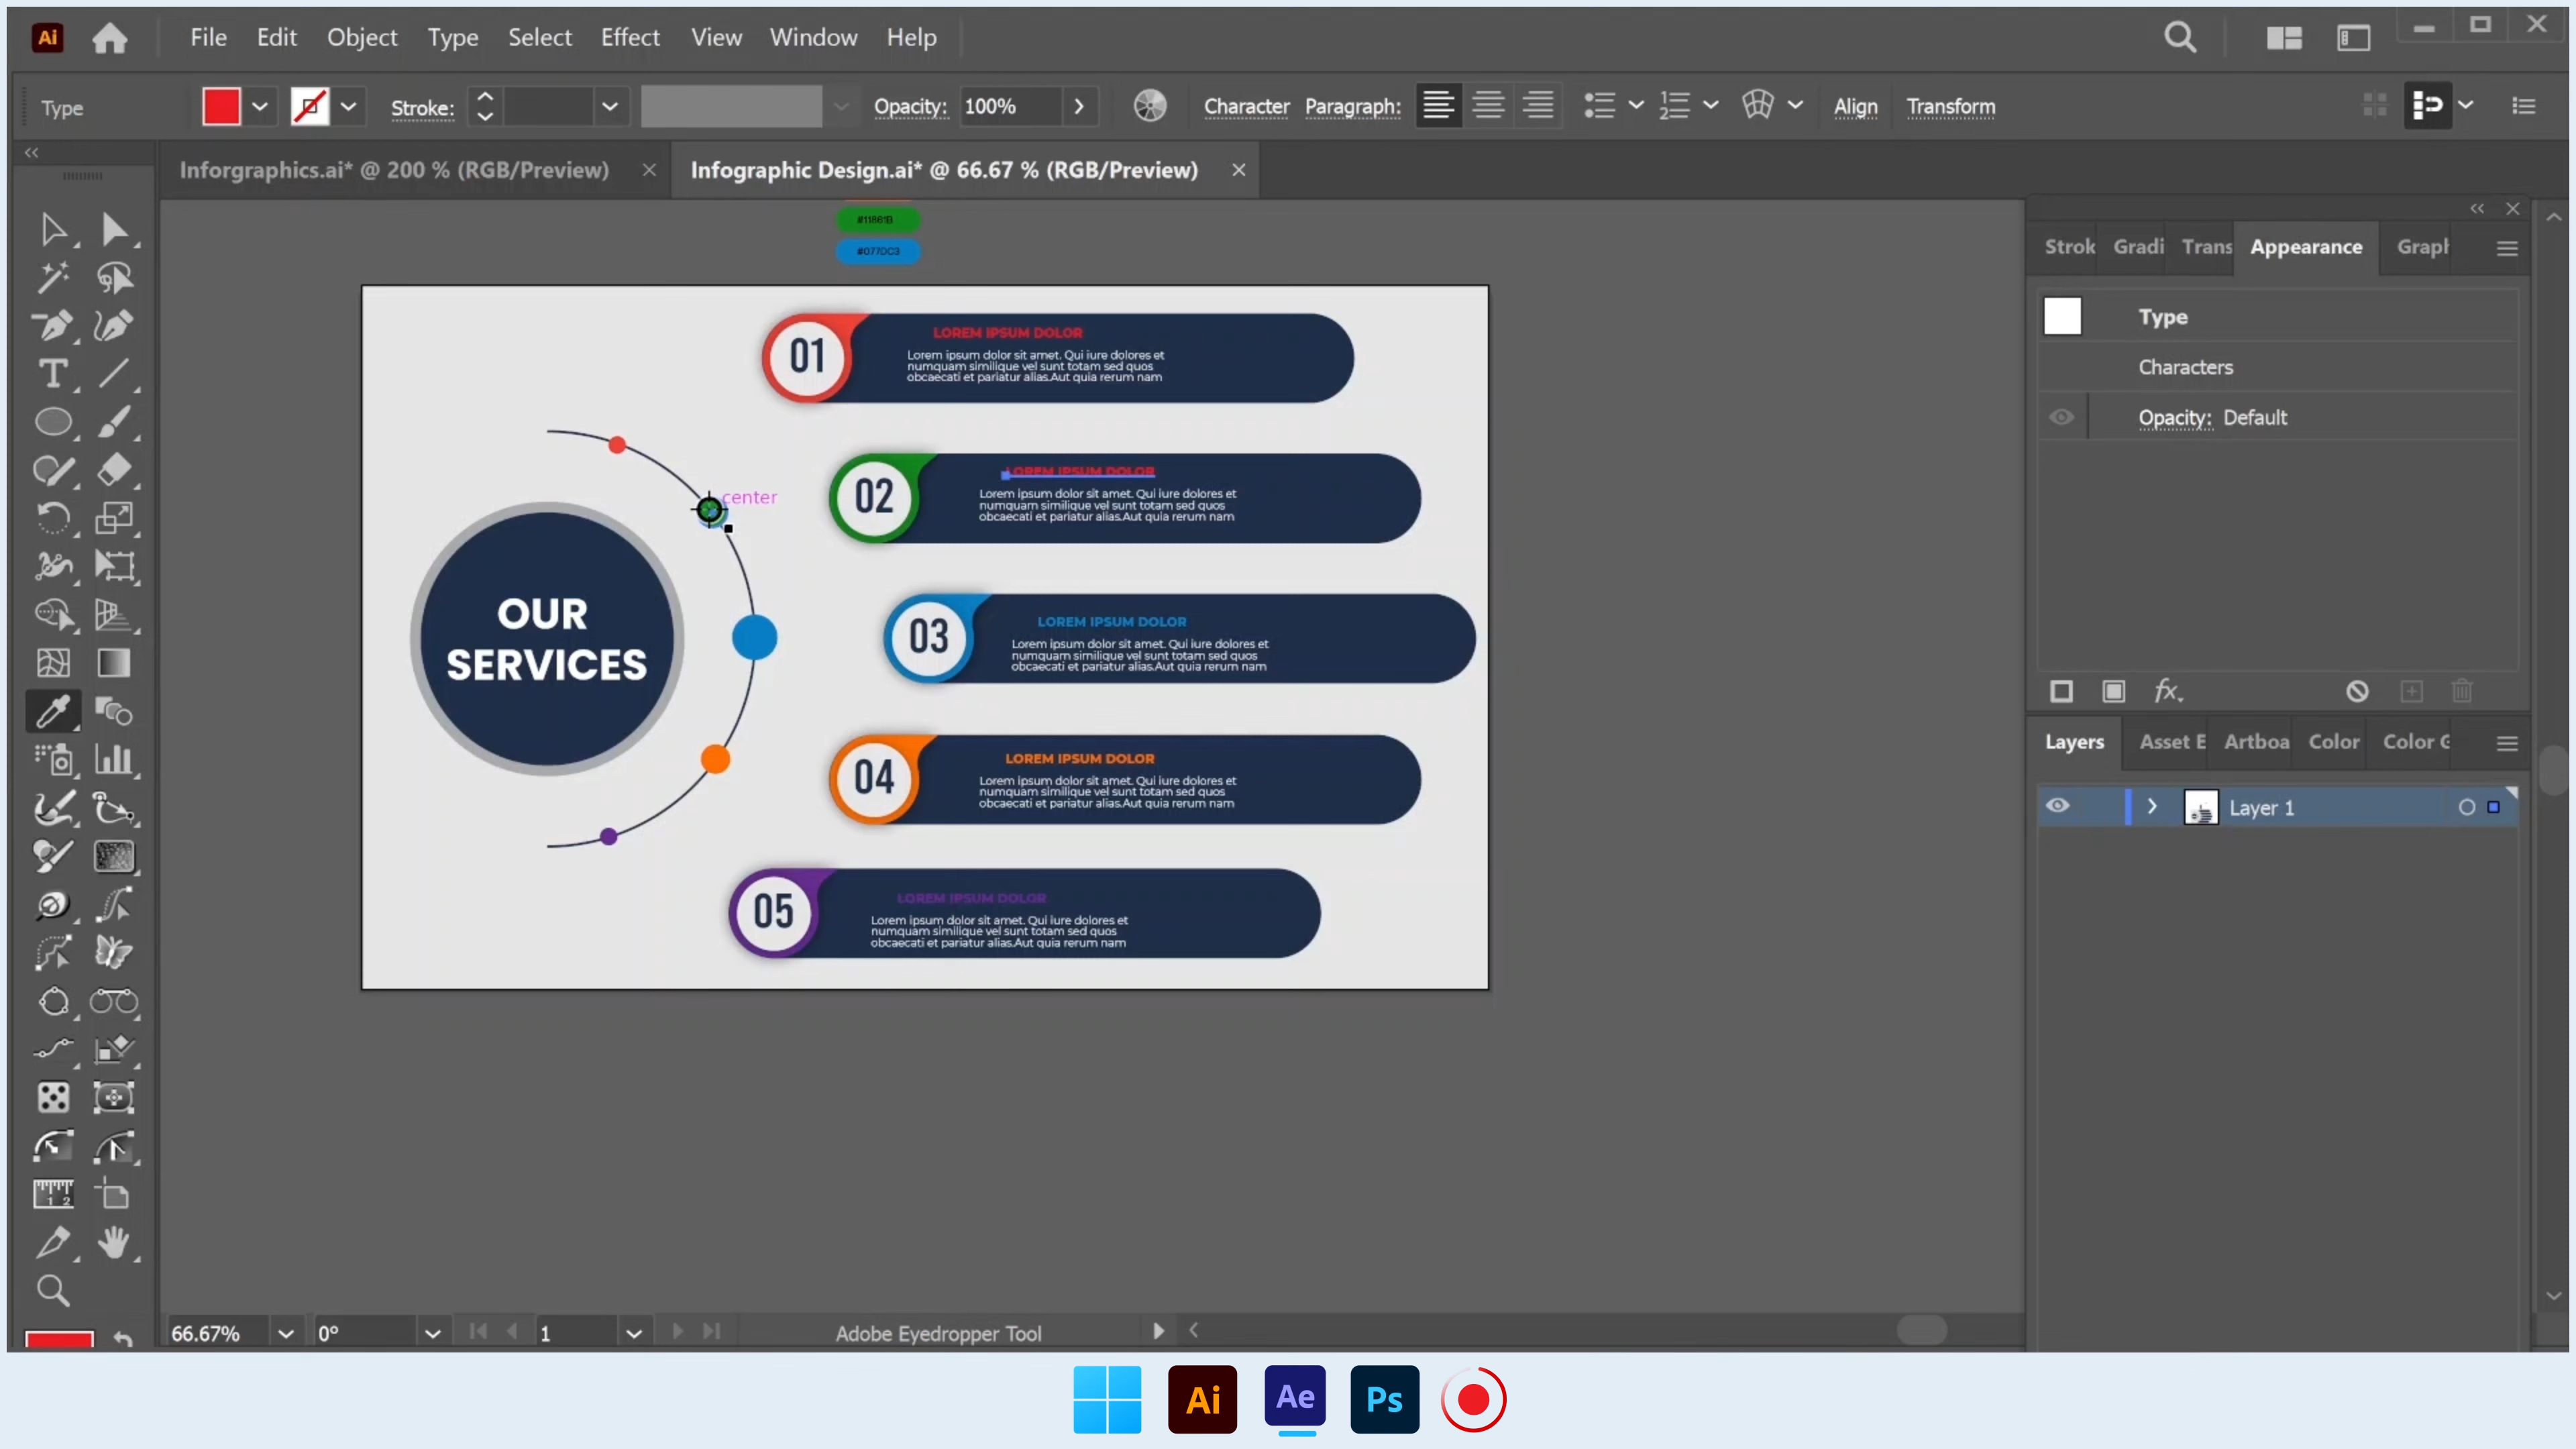 Ai File Edit Object Type Select Effect View Window Help
Type Stroke: Opacity: 100% Character Paragraph: Align Transform
Inforgraphics.ai* @ 200 % (RGB/Preview) Infographic Design.ai* @ 66.67 % (RGB/Preview)
#11861B
#077DC3
Strok Gradi Trans Appearance Graph
Type
Characters
Opacity: Default
01
LOREM IPSUM DOLOR
Lorem ipsum dolor sit amet. Qui iure dolores et
numquam similique vel sunt totam sed quos
obcaecati et pariatur alias.Aut quia rerum nam
center
02
LOREM IPSUM DOLOR
Lorem ipsum dolor sit amet. Qui iure dolores et
numquam similique vel sunt totam sed quos
obcaecati et pariatur alias.Aut quia rerum nam
OUR
SERVICES
03
LOREM IPSUM DOLOR
Lorem ipsum dolor sit amet. Qui iure dolores et
numquam similique vel sunt totam sed quos
obcaecati et pariatur alias.Aut quia rerum nam
04
LOREM IPSUM DOLOR
Lorem ipsum dolor sit amet. Qui iure dolores et
numquam similique vel sunt totam sed quos
obcaecati et pariatur alias.Aut quia rerum nam
05
LOREM IPSUM DOLOR
Lorem ipsum dolor sit amet. Qui iure dolores et
numquam similique vel sunt totam sed quos
obcaecati et pariatur alias.Aut quia rerum nam
fx.
Layers Asset E Artboa Color Color G
Layer 1
66.67% 0° 1 Adobe Eyedropper Tool
Ai Ae Ps